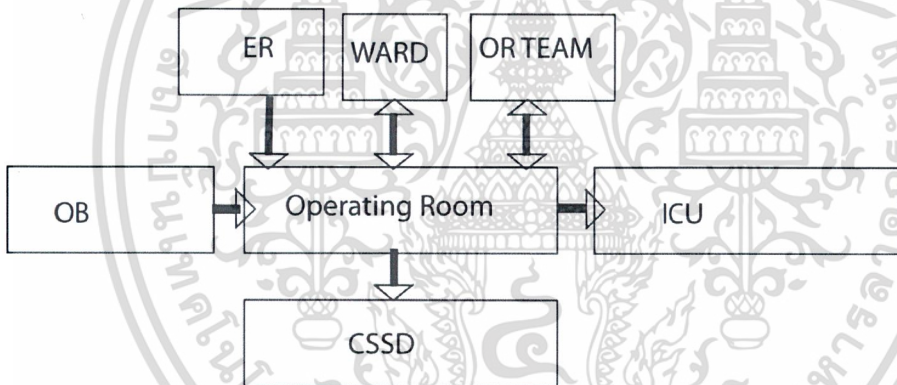 ER
WARD
OR TEAM
OB
Operating Room
ICU
CSSD